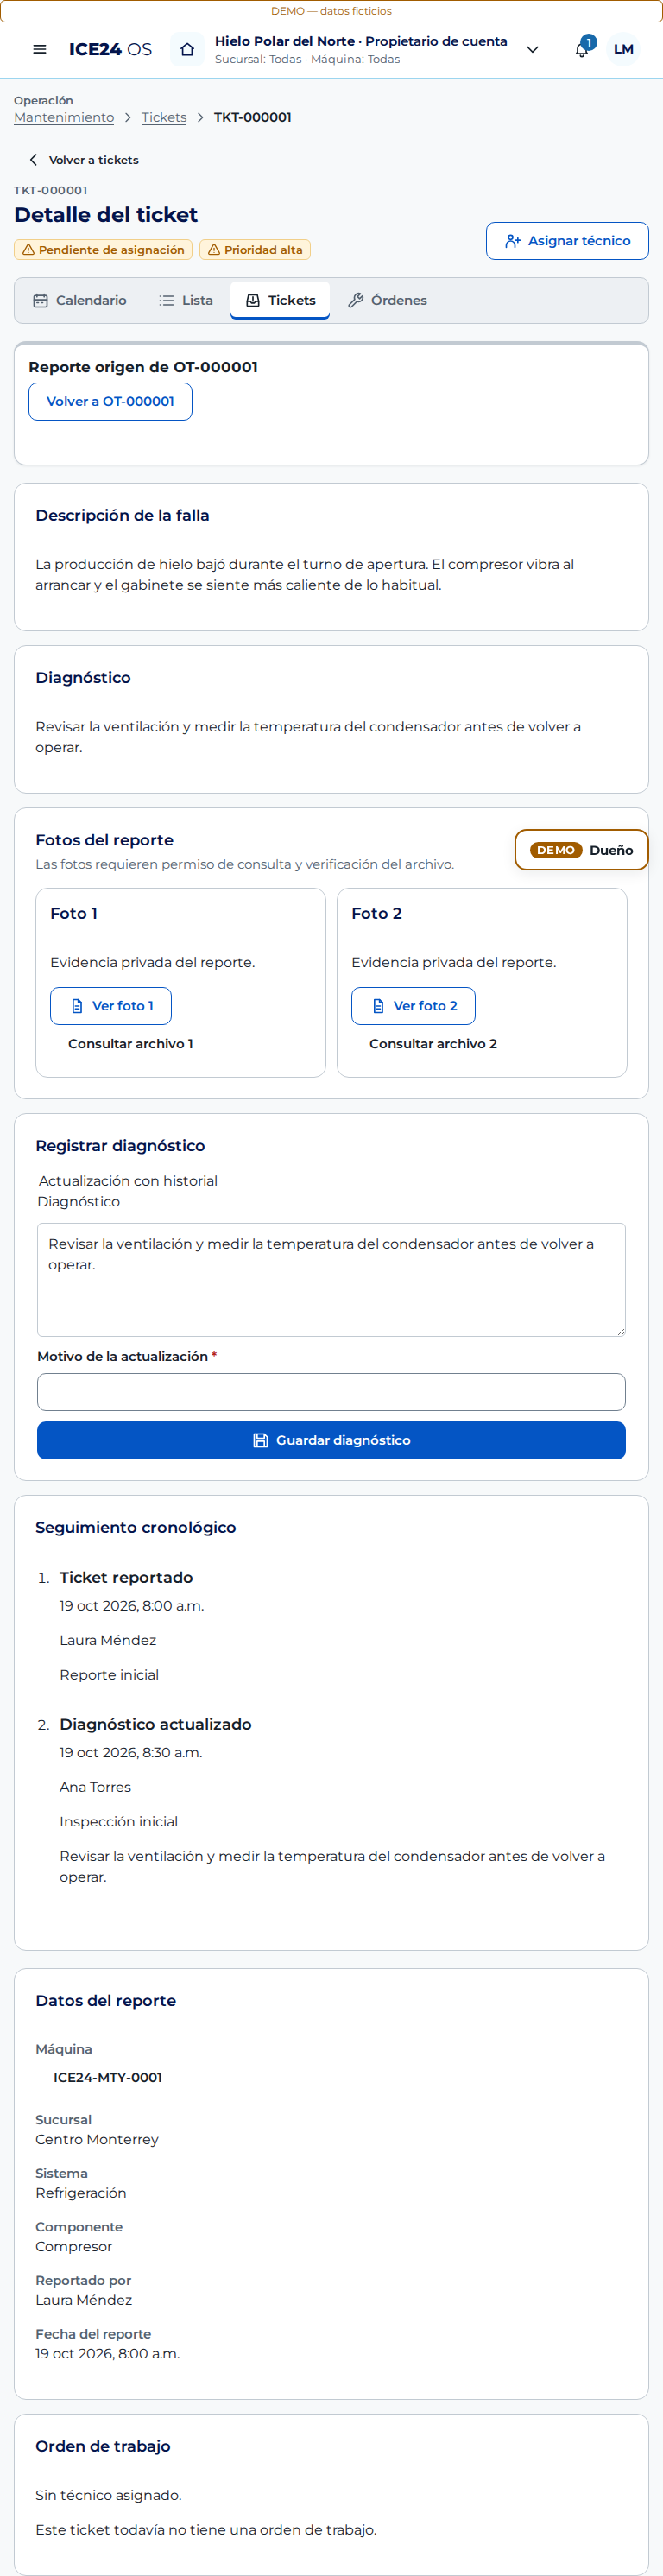 DEMO — datos ficticios
ICE24 OS
Hielo Polar del Norte · Propietario de cuenta
Sucursal: Todas · Máquina: Todas
1
LM
Operación
Mantenimiento > Tickets > TKT-000001
Volver a tickets
TKT-000001
Detalle del ticket
Pendiente de asignación
Prioridad alta
Asignar técnico
Calendario
Lista
Tickets
Órdenes
Reporte origen de OT-000001
Volver a OT-000001
Descripción de la falla
La producción de hielo bajó durante el turno de apertura. El compresor vibra al
arrancar y el gabinete se siente más caliente de lo habitual.
Diagnóstico
Revisar la ventilación y medir la temperatura del condensador antes de volver a
operar.
Fotos del reporte
Las fotos requieren permiso de consulta y verificación del archivo.
DEMO Dueño
Foto 1
Evidencia privada del reporte.
Ver foto 1
Consultar archivo 1
Foto 2
Evidencia privada del reporte.
Ver foto 2
Consultar archivo 2
Registrar diagnóstico
Actualización con historial
Diagnóstico
Revisar la ventilación y medir la temperatura del condensador antes de volver a
operar.
Motivo de la actualización *
Guardar diagnóstico
Seguimiento cronológico
1. Ticket reportado
19 oct 2026, 8:00 a.m.
Laura Méndez
Reporte inicial
2. Diagnóstico actualizado
19 oct 2026, 8:30 a.m.
Ana Torres
Inspección inicial
Revisar la ventilación y medir la temperatura del condensador antes de volver a
operar.
Datos del reporte
Máquina
ICE24-MTY-0001
Sucursal
Centro Monterrey
Sistema
Refrigeración
Componente
Compresor
Reportado por
Laura Méndez
Fecha del reporte
19 oct 2026, 8:00 a.m.
Orden de trabajo
Sin técnico asignado.
Este ticket todavía no tiene una orden de trabajo.